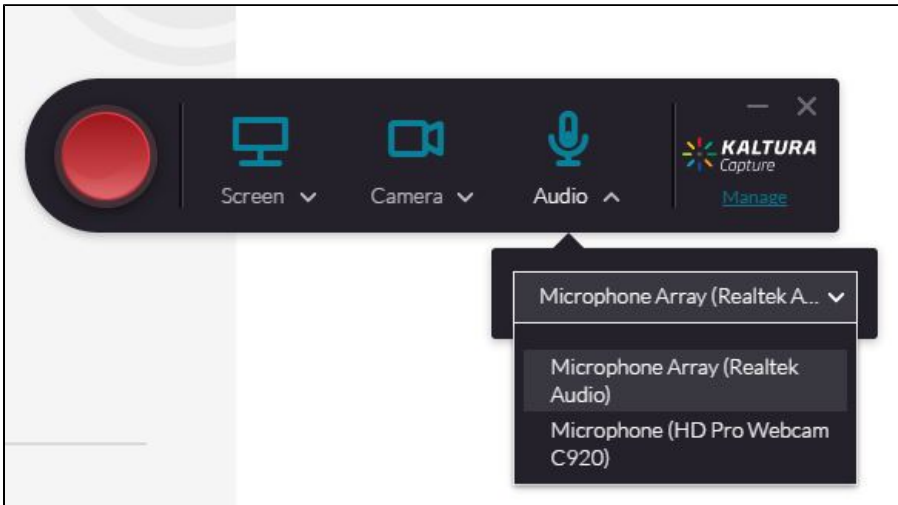 Screen
Camera
Audio
KALTURA
Capture
Manage
Microphone Array (Realtek A...
Microphone Array (Realtek
Audio)
Microphone (HD Pro Webcam
C920)